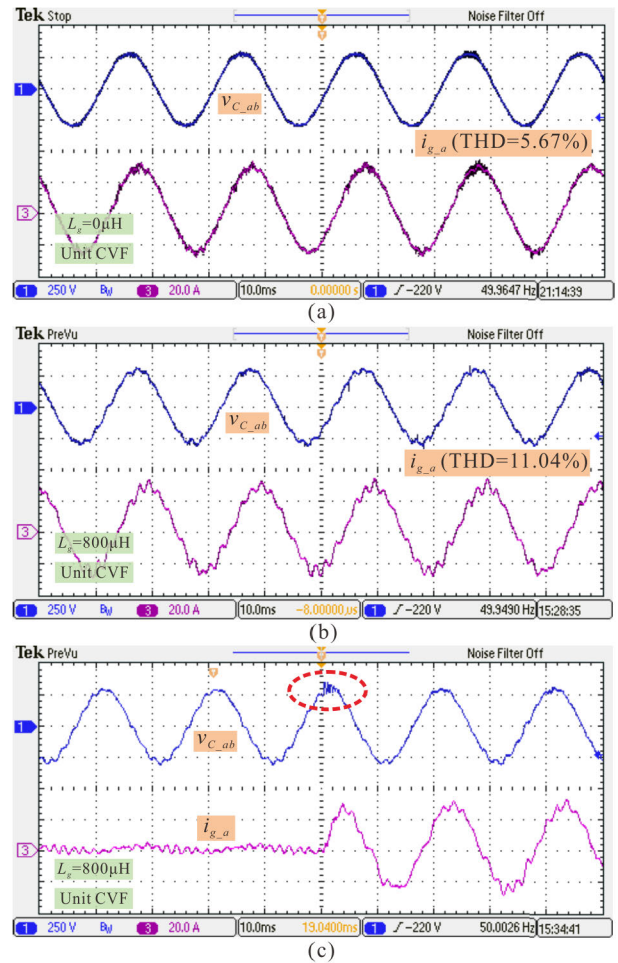 Tek Stop Noise Filter Off
v_C_ab
i_g_a (THD=5.67%)
L_g=0μH
Unit CVF
1
3
1 250 V BW 3 20.0 A 10.0ms 0.00000 s 1 ∫ −220 V 49.9647 Hz 21:14:39
(a)
Tek PreVu Noise Filter Off
v_C_ab
i_g_a (THD=11.04%)
L_g=800μH
Unit CVF
1
3
1 250 V BW 3 20.0 A 10.0ms −8.00000μs 1 ∫ −220 V 49.9490 Hz 15:28:35
(b)
Tek PreVu Noise Filter Off
v_C_ab
i_g_a
L_g=800μH
Unit CVF
1
3
1 250 V BW 3 20.0 A 10.0ms 19.0400ms 1 ∫ −220 V 50.0026 Hz 15:34:41
(c)